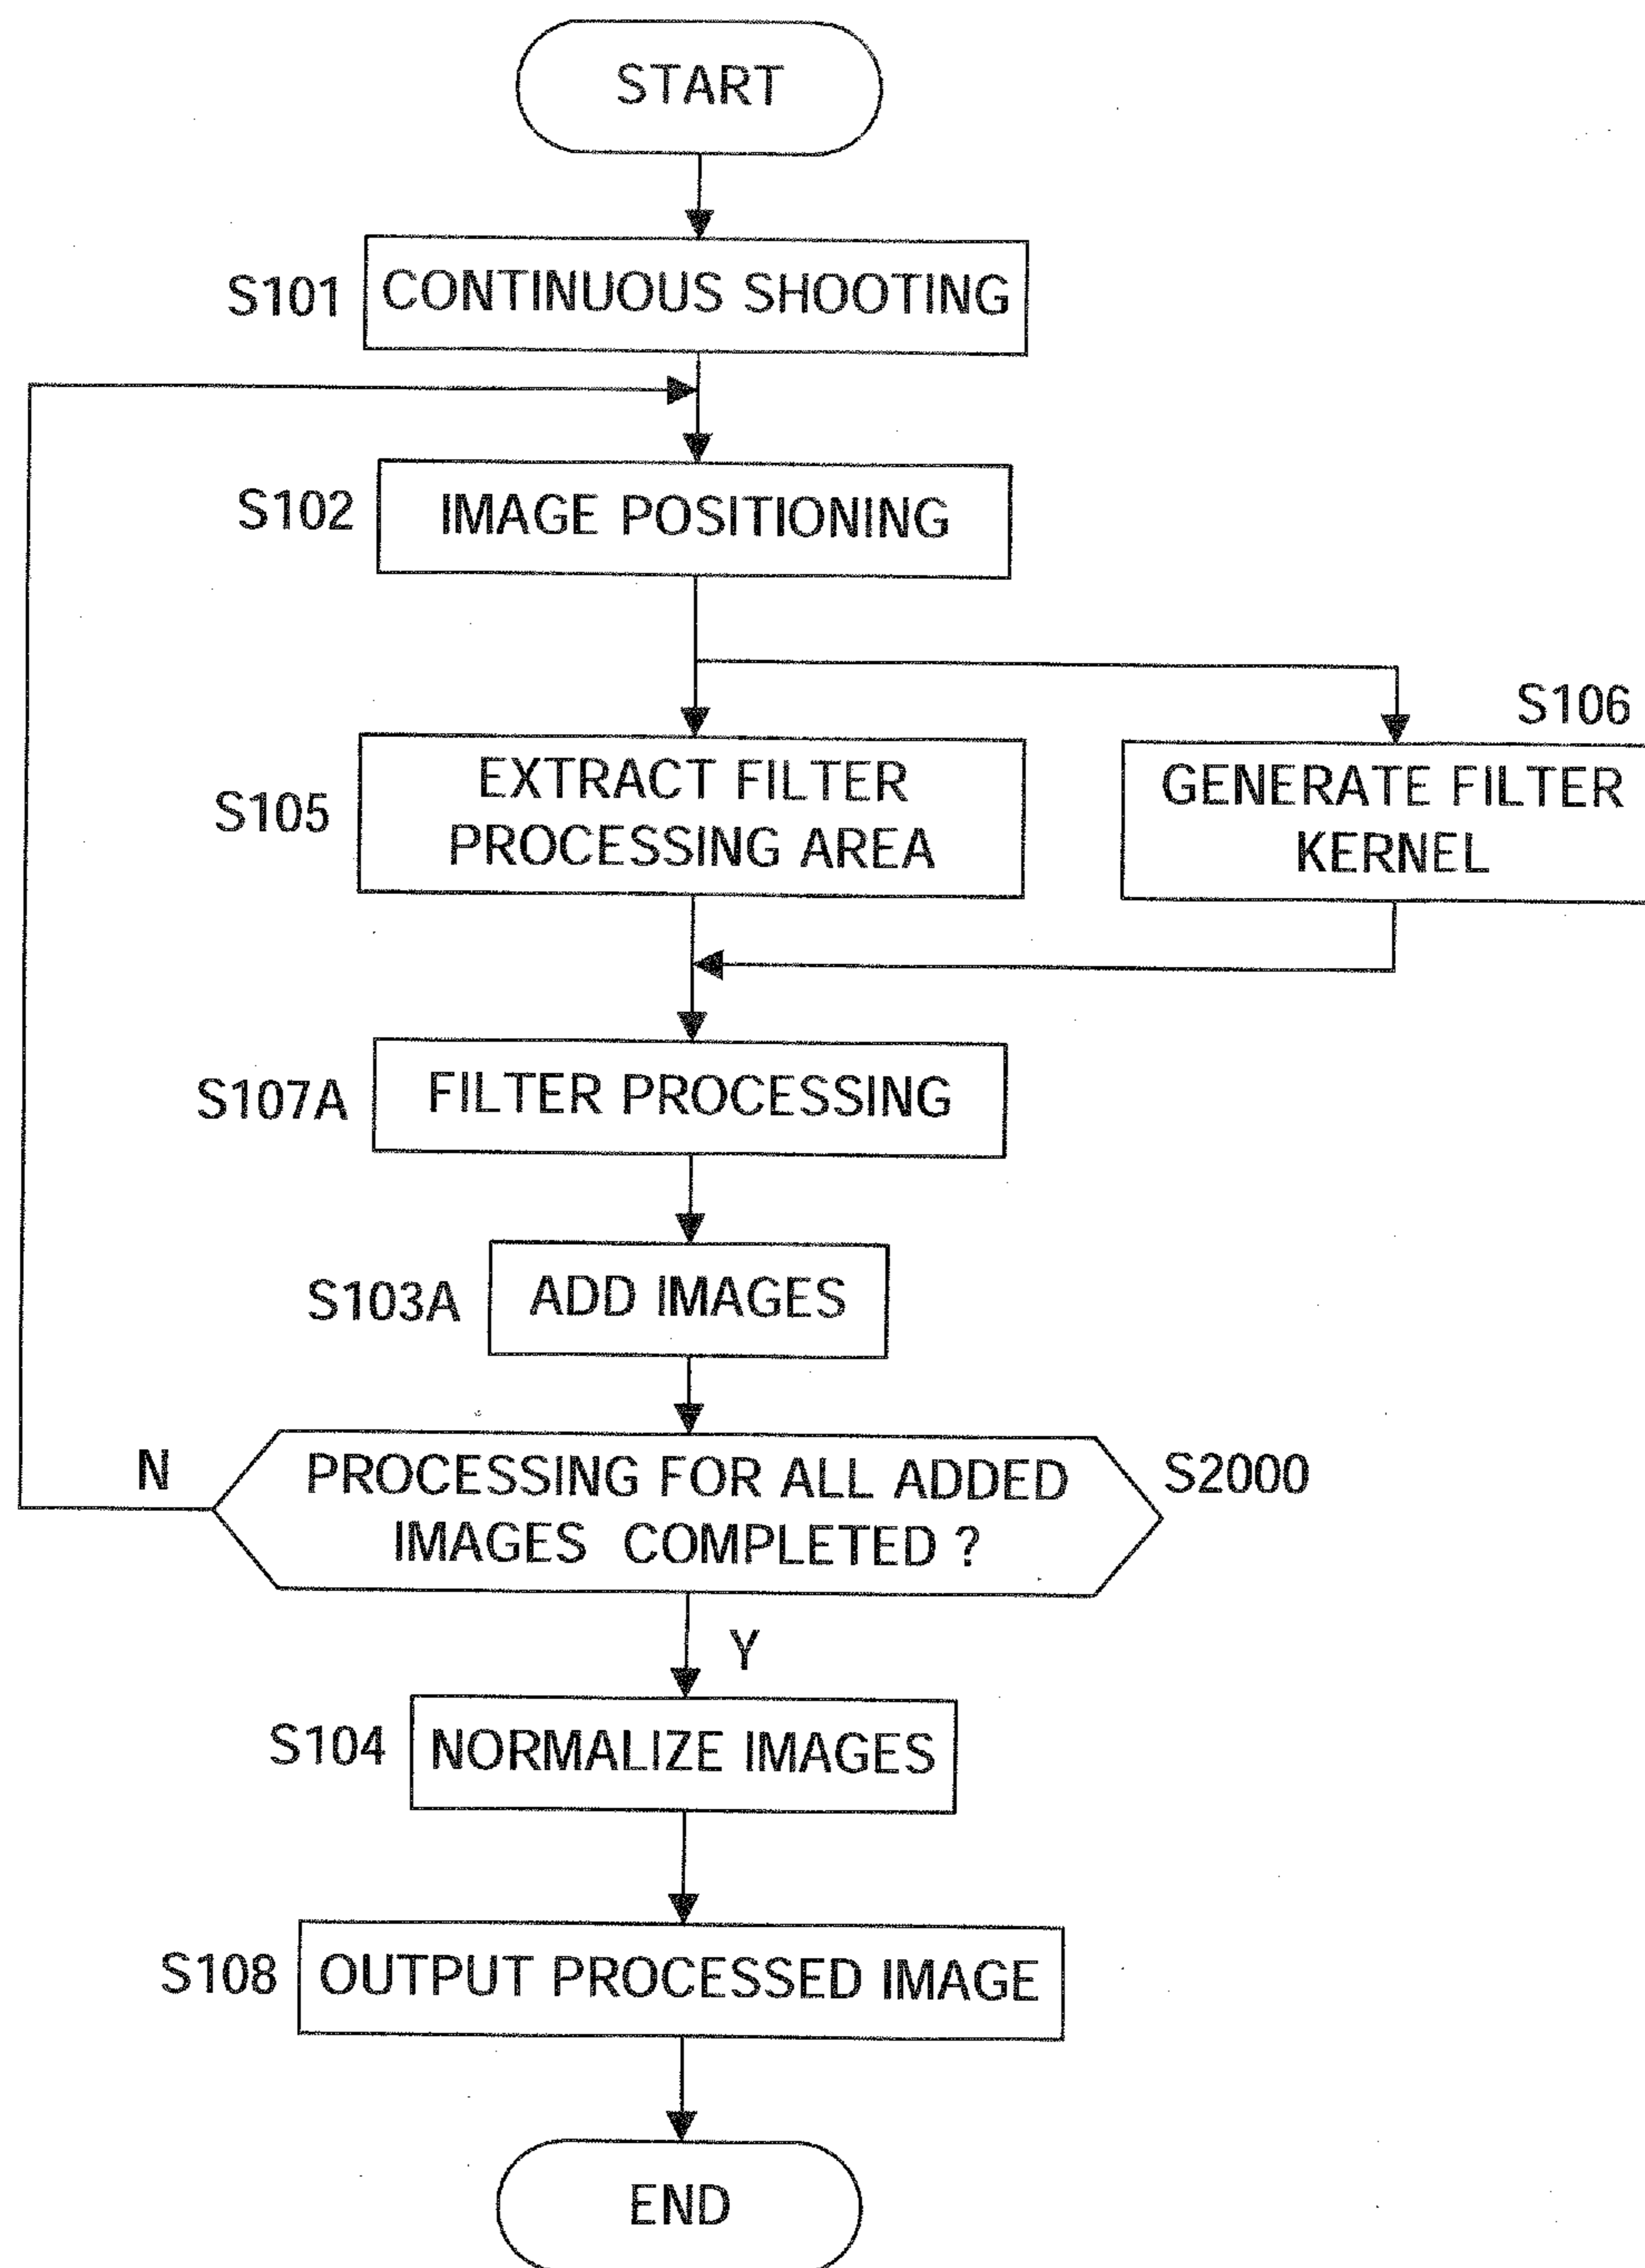 START
S101
CONTINUOUS SHOOTING
S102
IMAGE POSITIONING
S106
S105
EXTRACT FILTER
PROCESSING AREA
GENERATE FILTER
KERNEL
S107A
FILTER PROCESSING
S103A
ADD IMAGES
N
PROCESSING FOR ALL ADDED
IMAGES COMPLETED ?
S2000
Y
S104
NORMALIZE IMAGES
S108
OUTPUT PROCESSED IMAGE
END